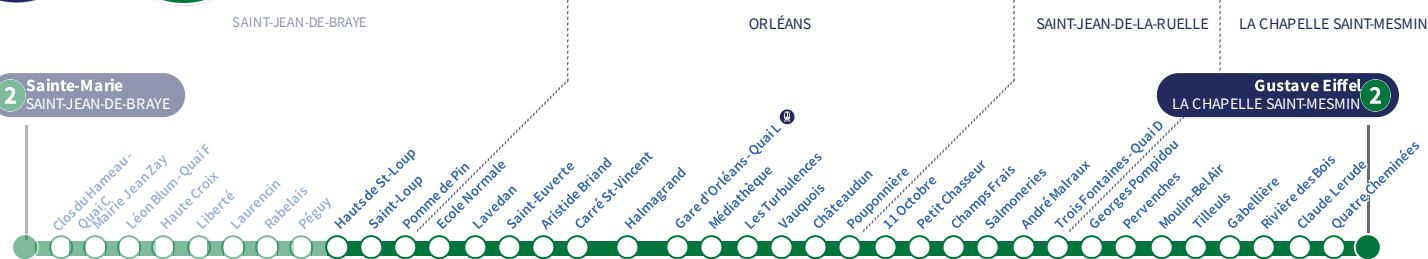 SAINT-JEAN-DE-BRAYE
ORLÉANS
SAINT-JEAN-DE-LA-RUELLE
LA CHAPELLE SAINT-MESMIN
2
Sainte-Marie
SAINT-JEAN-DE-BRAYE
Gustave Eiffel
LA CHAPELLE SAINT-MESMIN
2
Clos du Hameau -
Quai C
Mairie Jean Zay
Léon Blum - Quai F
Haute Croix
Liberté
Laurencin
Rabelais
Péguy
Hauts de St-Loup
Saint-Loup
Pomme de Pin
Ecole Normale
Lavedan
Saint-Euverte
Aristide Briand
Carré St-Vincent
Halmagrand
Gare d'Orléans - Quai L
Médiathèque
Les Turbulences
Vauquois
Châteaudun
Pouponnière
11 Octobre
Petit Chasseur
Champs Frais
Salmoneries
André Malraux
Trois Fontaines - Quai D
Georges Pompidou
Pervenches
Moulin-Bel Air
Tilleuls
Gabellière
Rivière des Bois
Claude Lerude
Quatre Cheminées